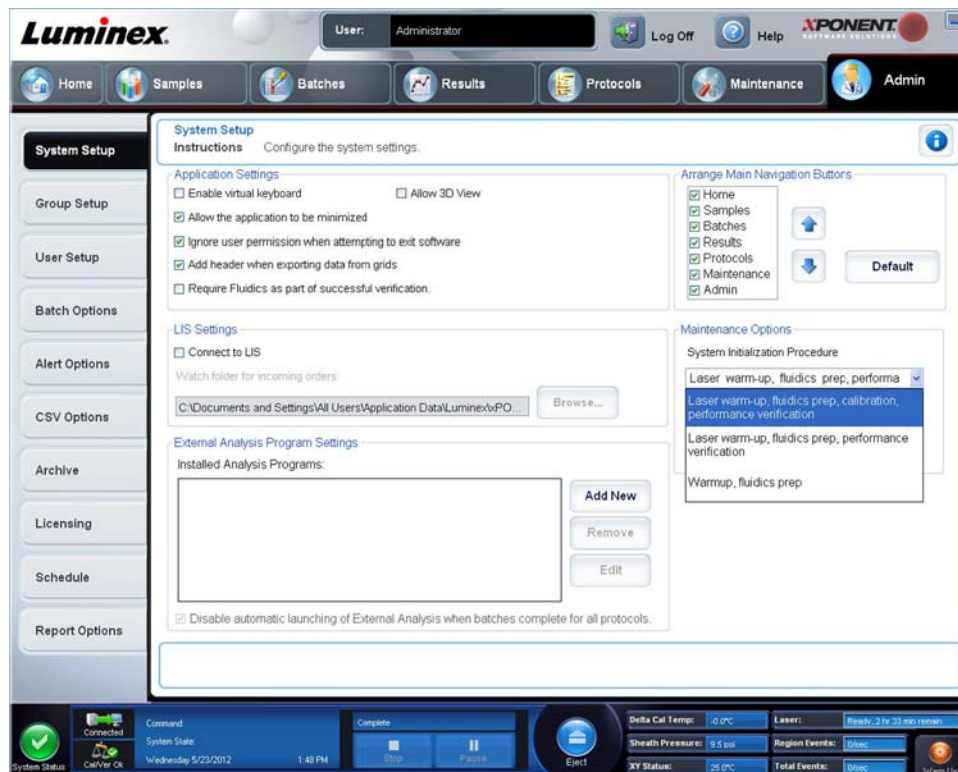 Luminex.
User: Administrator
Log Off
Help
XPONENT.
SOFTWARE SOLUTIONS
Home
Samples
Batches
Results
Protocols
Maintenance
Admin
System Setup
Group Setup
User Setup
Batch Options
Alert Options
CSV Options
Archive
Licensing
Schedule
Report Options
System Setup
Instructions Configure the system settings.
Application Settings
Enable virtual keyboard
Allow 3D View
Allow the application to be minimized
Ignore user permission when attempting to exit software
Add header when exporting data from grids
Require Fluidics as part of successful verification.
Arrange Main Navigation Buttons
Home
Samples
Batches
Results
Protocols
Maintenance
Admin
Default
LIS Settings
Connect to LIS
Watch folder for incoming orders:
C:\Documents and Settings\All Users\Application Data\Luminex\xPO...
Browse...
Maintenance Options
System Initialization Procedure
Laser warm-up, fluidics prep, performa
Laser warm-up, fluidics prep, calibration,
performance verification
Laser warm-up, fluidics prep, performance
verification
Warmup, fluidics prep
External Analysis Program Settings
Installed Analysis Programs:
Add New
Remove
Edit
Disable automatic launching of External Analysis when batches complete for all protocols.
System Status
Connected
Cal/Ver Ok
Command:
System State:
Wednesday 5/23/2012 1:48 PM
Complete
Stop
Pause
Eject
Delta Cal Temp: -0.0°C
Sheath Pressure: 9.5 psi
XY Status: 25.0°C
Laser: Ready, 2 hr 33 min remain
Region Events: 0/sec
Total Events: 0/sec